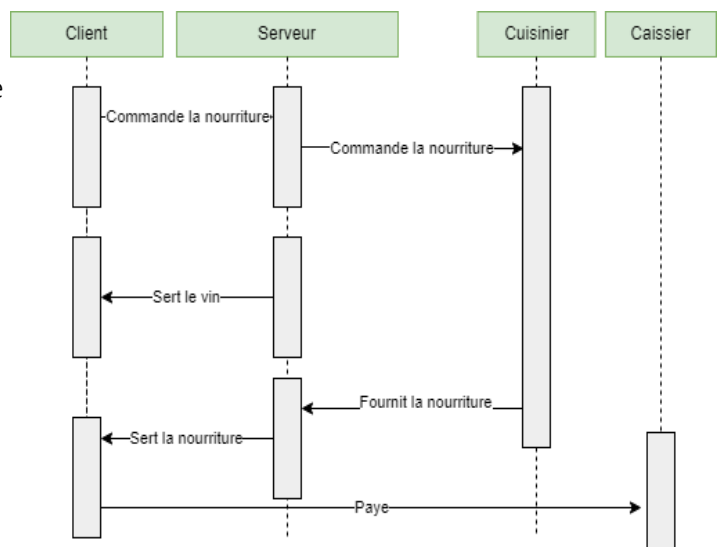 Client
Serveur
Cuisinier
Caissier
e
Commande la nourriture
Commande la nourriture
Sert le vin
Fournit la nourriture
Sert la nourriture
Paye